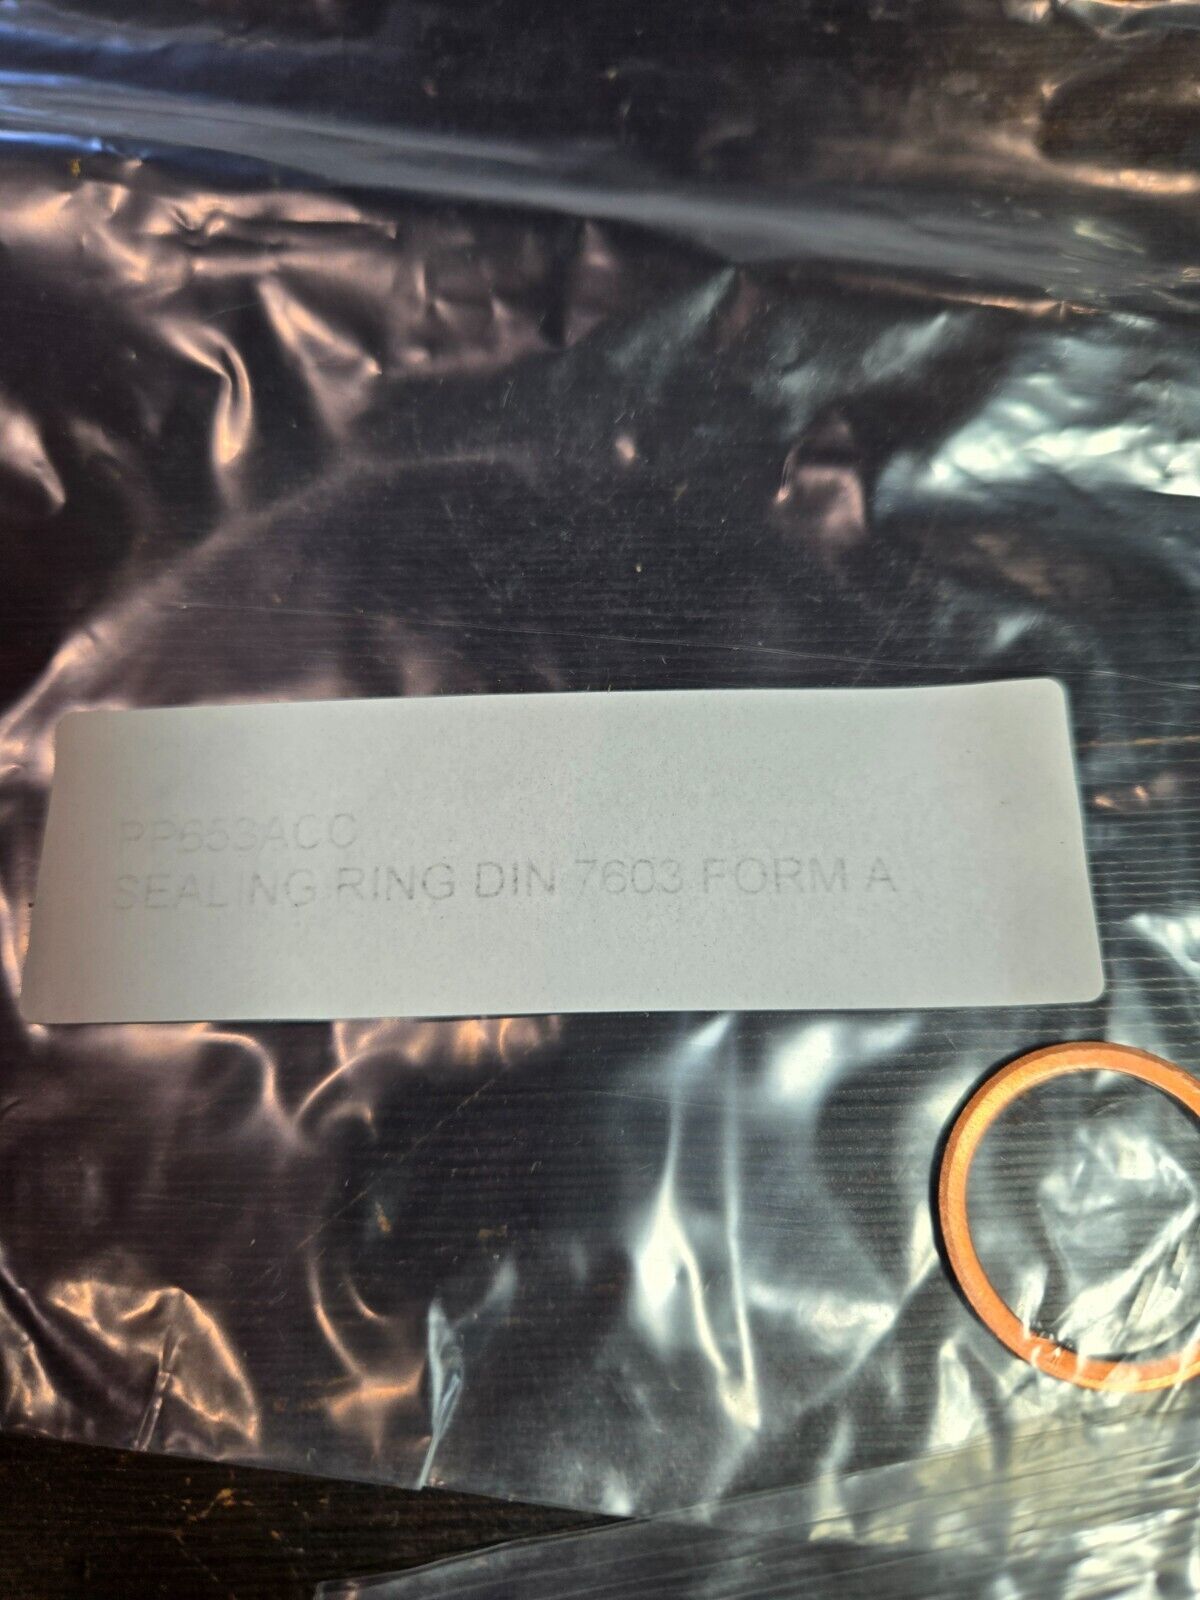 PP653ACC
SEALING RING DIN 7603 FORM A